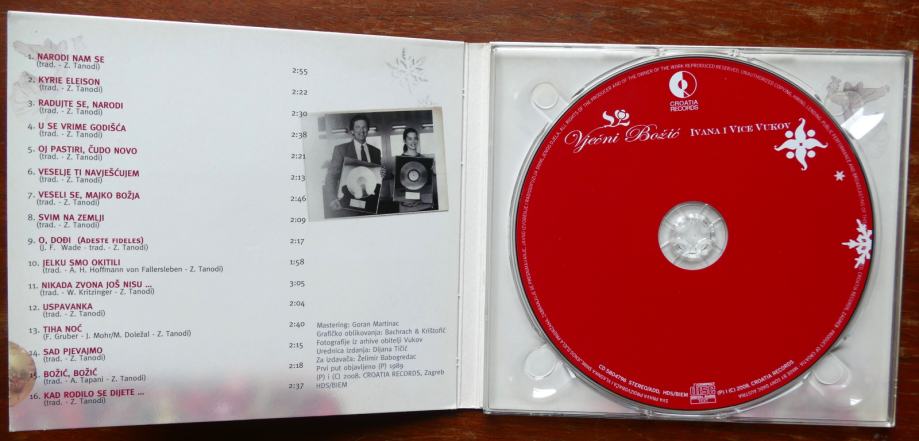 1. NARODI NAM SE
(trad. - Z. Tanodi)
2:55
2. KYRIE ELEISON
(trad. - Z. Tanodi)
2:22
3. RADUJTE SE, NARODI
(trad. - Z. Tanodi)
2:30
4. U SE VRIME GODIŠĆA
(trad. - Z. Tanodi)
2:38
5. OJ PASTIRI, ČUDO NOVO
(trad. - Z. Tanodi)
2:21
6. VESELJE TI NAVJEŠĆUJEM
(trad. - Z. Tanodi)
2:13
7. VESELI SE, MAJKO BOŽJA
(trad. - Z. Tanodi)
2:46
8. SVIM NA ZEMLJI
(trad. - Z. Tanodi)
2:09
9. O, DOĐI (ADESTE FIDELES)
(J. F. Wade - trad. - Z. Tanodi)
2:17
10. JELKU SMO OKITILI
(trad. - A. H. Hoffmann von Fallersleben - Z. Tanodi)
1:58
11. NIKADA ZVONA JOŠ NISU ...
(trad. - W. Kritzinger - Z. Tanodi)
3:05
12. USPAVANKA
(trad. - Z. Tanodi)
2:04
13. TIHA NOĆ
(F. Gruber - J. Mohr/M. Doležal - Z. Tanodi)
2:40
14. SAD PJEVAJMO
(trad. - Z. Tanodi)
2:15
15. BOŽIĆ, BOŽIĆ
(trad. - A. Tapani - Z. Tanodi)
2:18
16. KAD RODILO SE DIJETE ...
(trad. - Z. Tanodi)
2:37
Mastering: Goran Martinac
Grafičko oblikovanja: Bachrach & Krištofić
Fotografije iz arhive obitelji Vukov
Urednica izdanja: Dijana Tičić
Za izdavača: Želimir Babogredac
Prvi put objavljeno (P) 1989
(P) i (C) 2008. CROATIA RECORDS, Zagreb
HDS/BIEM
CROATIA
RECORDS
Vječni Božić IVANA I VICE VUKOV
CD 5804796 STEREO/ADD, HDS/BIEM
(P) i (C) 2008. CROATIA RECORDS